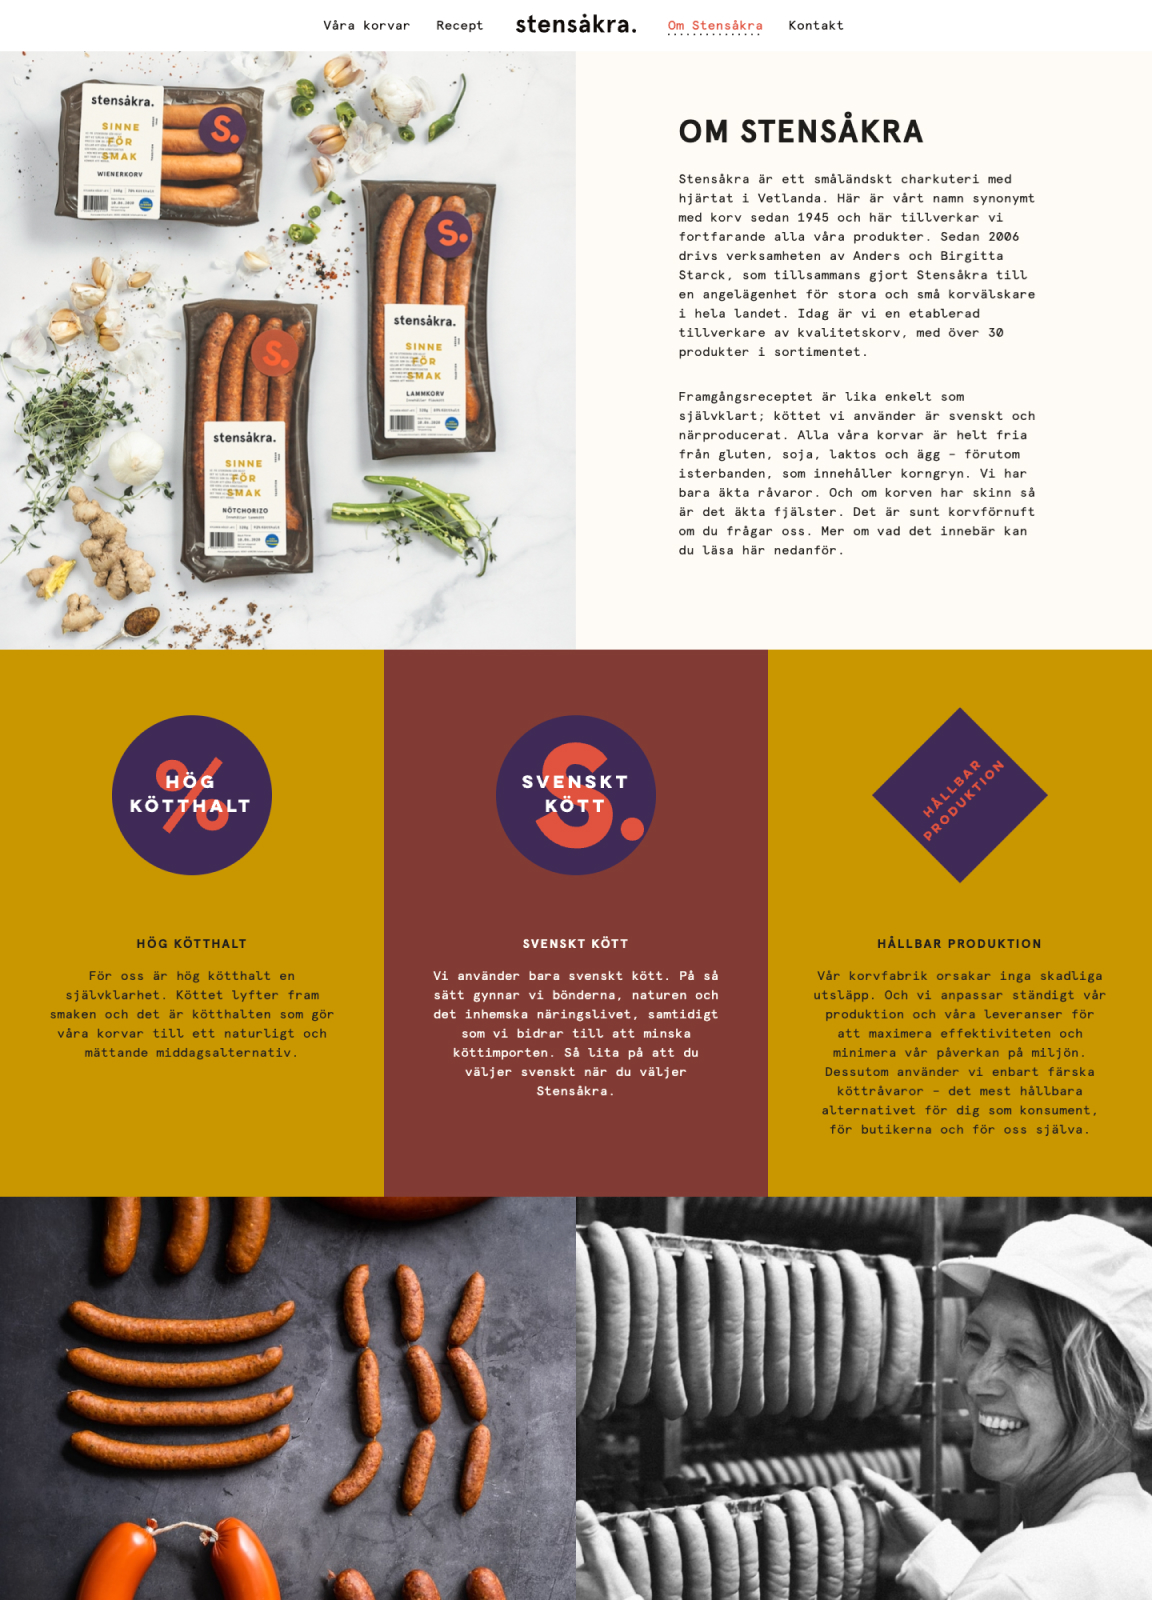 Våra korvar
Recept
stensåkra.
Om Stensåkra
Kontakt
stensåkra.
SINNE
FÖR
SMAK
WIENERKORV
S.
stensåkra.
SINNE
FÖR
SMAK
LAMMKORV
S.
stensåkra.
SINNE
FÖR
SMAK
NÖTCHORIZO
S.
OM STENSÅKRA
Stensåkra är ett småländskt charkuteri med
hjärtat i Vetlanda. Här är vårt namn synonymt
med korv sedan 1945 och här tillverkar vi
fortfarande alla våra produkter. Sedan 2006
drivs verksamheten av Anders och Birgitta
Starck, som tillsammans gjort Stensåkra till
en angelägenhet för stora och små korvälskare
i hela landet. Idag är vi en etablerad
tillverkare av kvalitetskorv, med över 30
produkter i sortimentet.
Framgångsreceptet är lika enkelt som
självklart; köttet vi använder är svenskt och
närproducerat. Alla våra korvar är helt fria
från gluten, soja, laktos och ägg – förutom
isterbanden, som innehåller korngryn. Vi har
bara äkta råvaror. Och om korven har skinn så
är det äkta fjälster. Det är sunt korvförnuft
om du frågar oss. Mer om vad det innebär kan
du läsa här nedanför.
%
HÖG
KÖTTHALT
S.
SVENSKT
KÖTT
HÅLLBAR
PRODUKTION
HÖG KÖTTHALT
För oss är hög kötthalt en
självklarhet. Köttet lyfter fram
smaken och det är kötthalten som gör
våra korvar till ett naturligt och
mättande middagsalternativ.
SVENSKT KÖTT
Vi använder bara svenskt kött. På så
sätt gynnar vi bönderna, naturen och
det inhemska näringslivet, samtidigt
som vi bidrar till att minska
köttimporten. Så lita på att du
väljer svenskt när du väljer
Stensåkra.
HÅLLBAR PRODUKTION
Vår korvfabrik orsakar inga skadliga
utsläpp. Och vi anpassar ständigt vår
produktion och våra leveranser för
att maximera effektiviteten och
minimera vår påverkan på miljön.
Dessutom använder vi enbart färska
köttråvaror – det mest hållbara
alternativet för dig som konsument,
för butikerna och för oss själva.